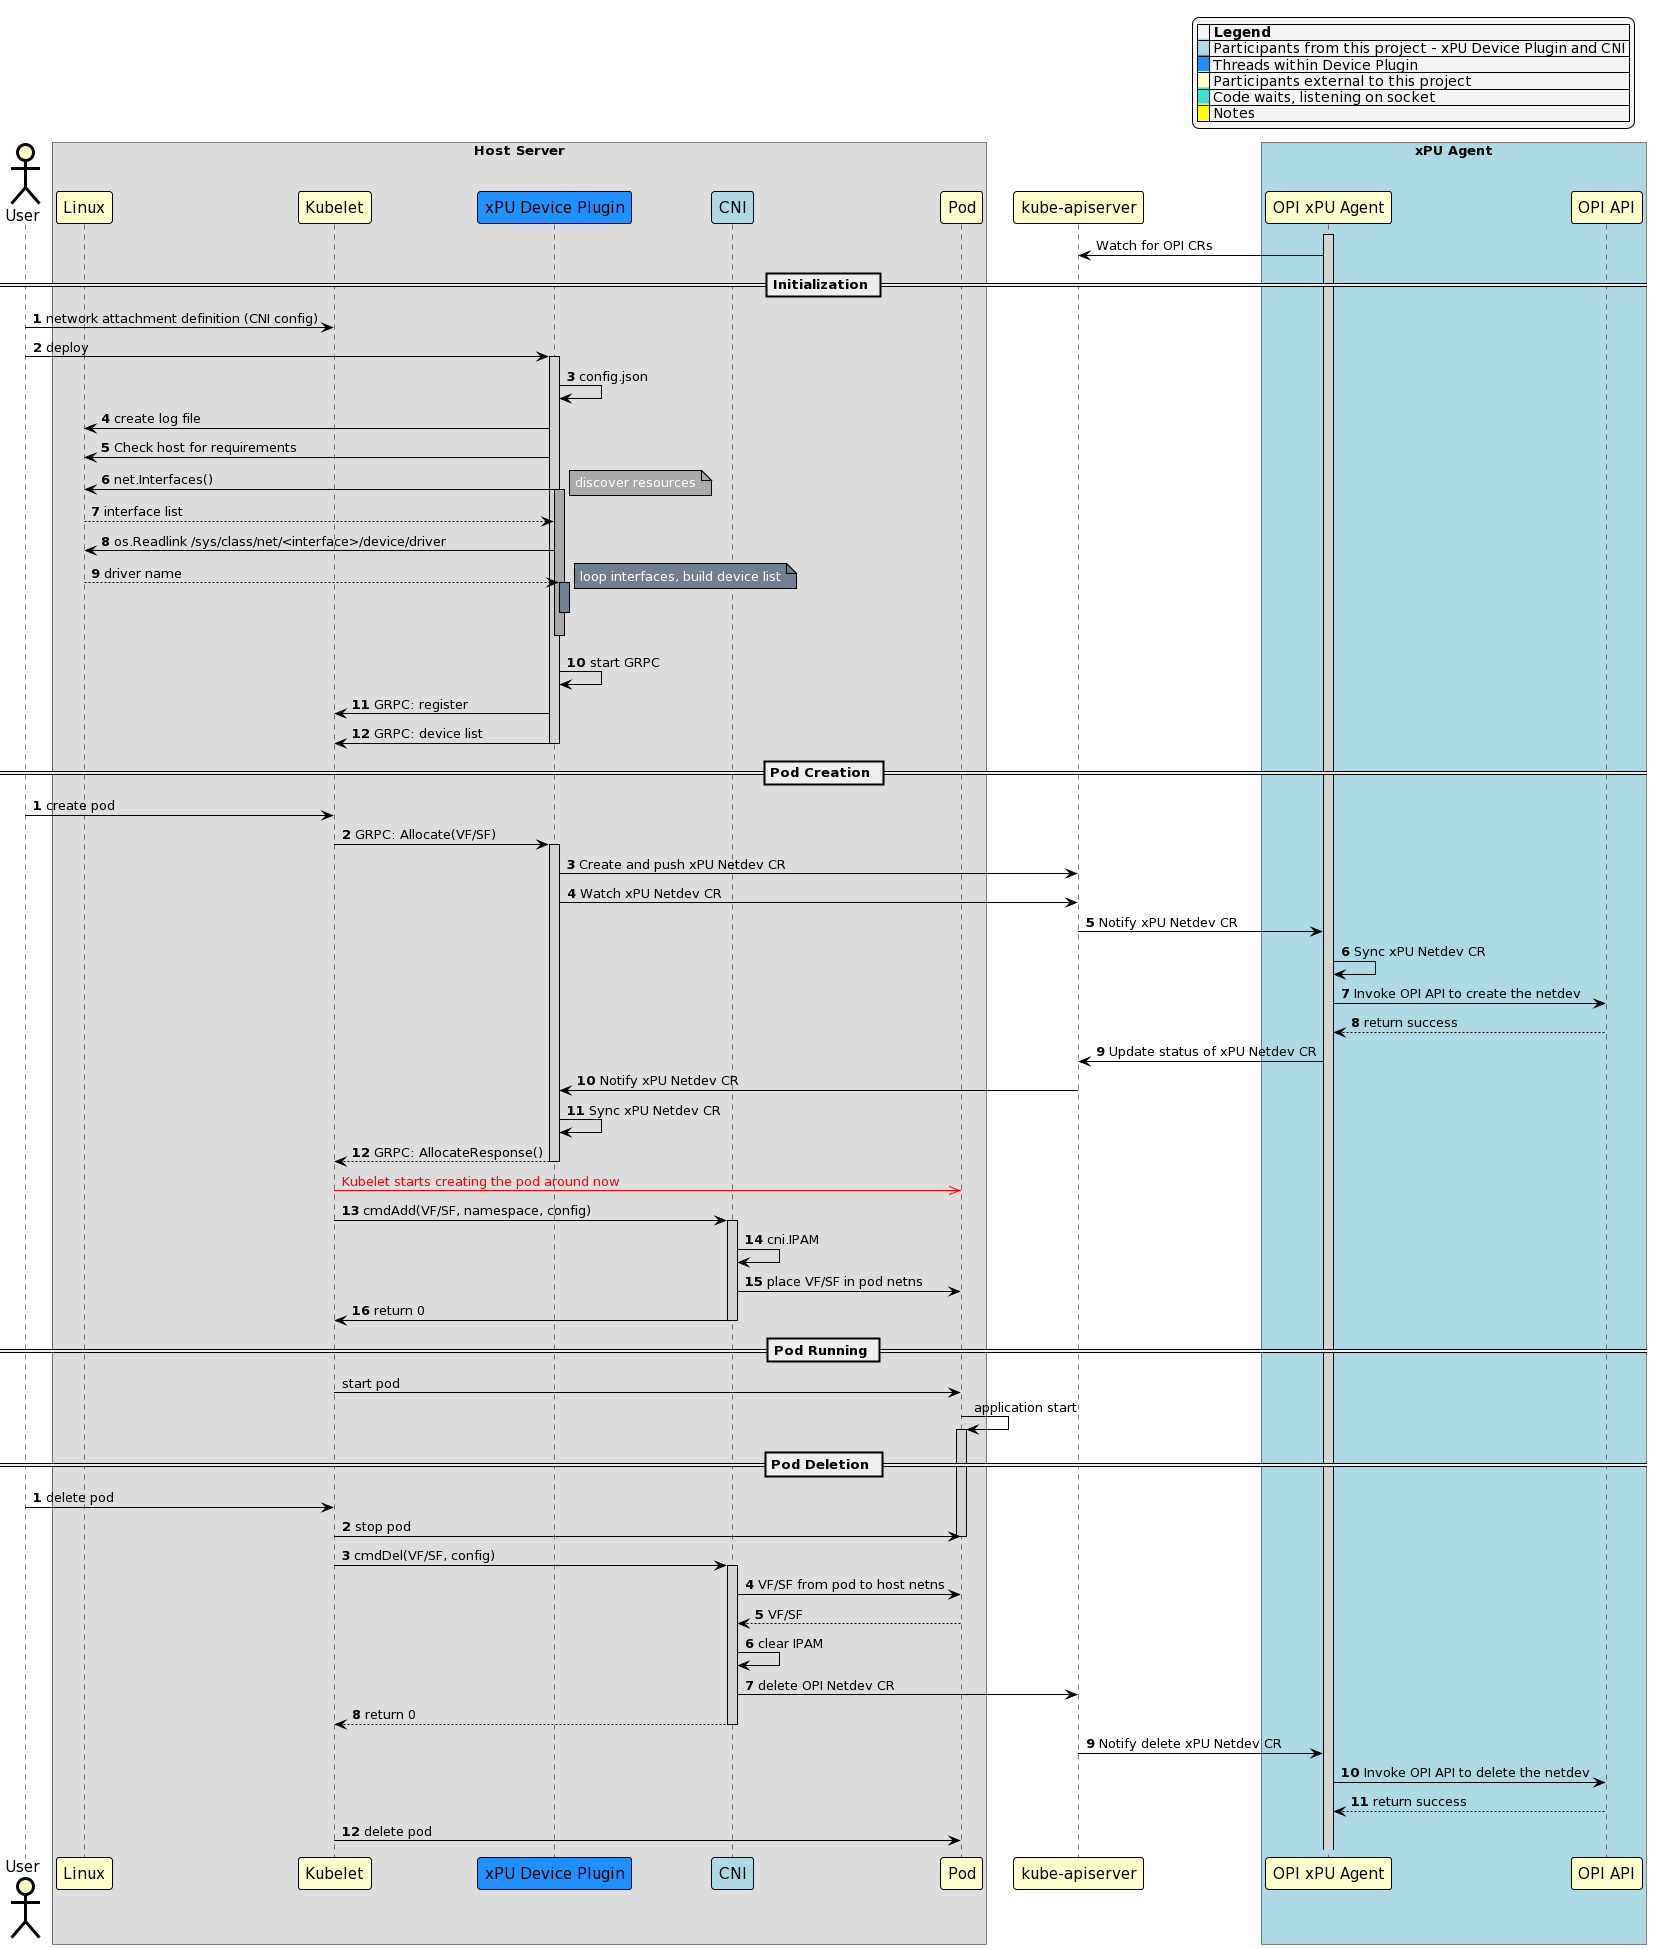 Legend
Participants from this project - xPU Device Plugin and CNI
Threads within Device Plugin
Participants external to this project
Code waits, listening on socket
Notes
Host Server
xPU Agent
User
Linux
Kubelet
xPU Device Plugin
CNI
Pod
kube-apiserver
OPI xPU Agent
OPI API
Watch for OPI CRs
Initialization
1 network attachment definition (CNI config)
2 deploy
3 config.json
4 create log file
5 Check host for requirements
6 net.Interfaces()
discover resources
7 interface list
8 os.Readlink /sys/class/net/<interface>/device/driver
9 driver name
loop interfaces, build device list
10 start GRPC
11 GRPC: register
12 GRPC: device list
Pod Creation
1 create pod
2 GRPC: Allocate(VF/SF)
3 Create and push xPU Netdev CR
4 Watch xPU Netdev CR
5 Notify xPU Netdev CR
6 Sync xPU Netdev CR
7 Invoke OPI API to create the netdev
8 return success
9 Update status of xPU Netdev CR
10 Notify xPU Netdev CR
11 Sync xPU Netdev CR
12 GRPC: AllocateResponse()
Kubelet starts creating the pod around now
13 cmdAdd(VF/SF, namespace, config)
14 cni.IPAM
15 place VF/SF in pod netns
16 return 0
Pod Running
start pod
application start
Pod Deletion
1 delete pod
2 stop pod
3 cmdDel(VF/SF, config)
4 VF/SF from pod to host netns
5 VF/SF
6 clear IPAM
7 delete OPI Netdev CR
8 return 0
9 Notify delete xPU Netdev CR
10 Invoke OPI API to delete the netdev
11 return success
12 delete pod
User
Linux
Kubelet
xPU Device Plugin
CNI
Pod
kube-apiserver
OPI xPU Agent
OPI API